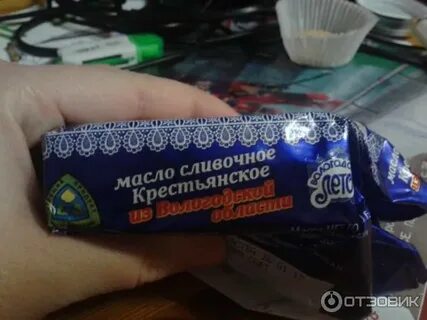 масло сливочное
Крестьянское
из Вологодской
области
Вологодское
Лето
ОТЗОВИК